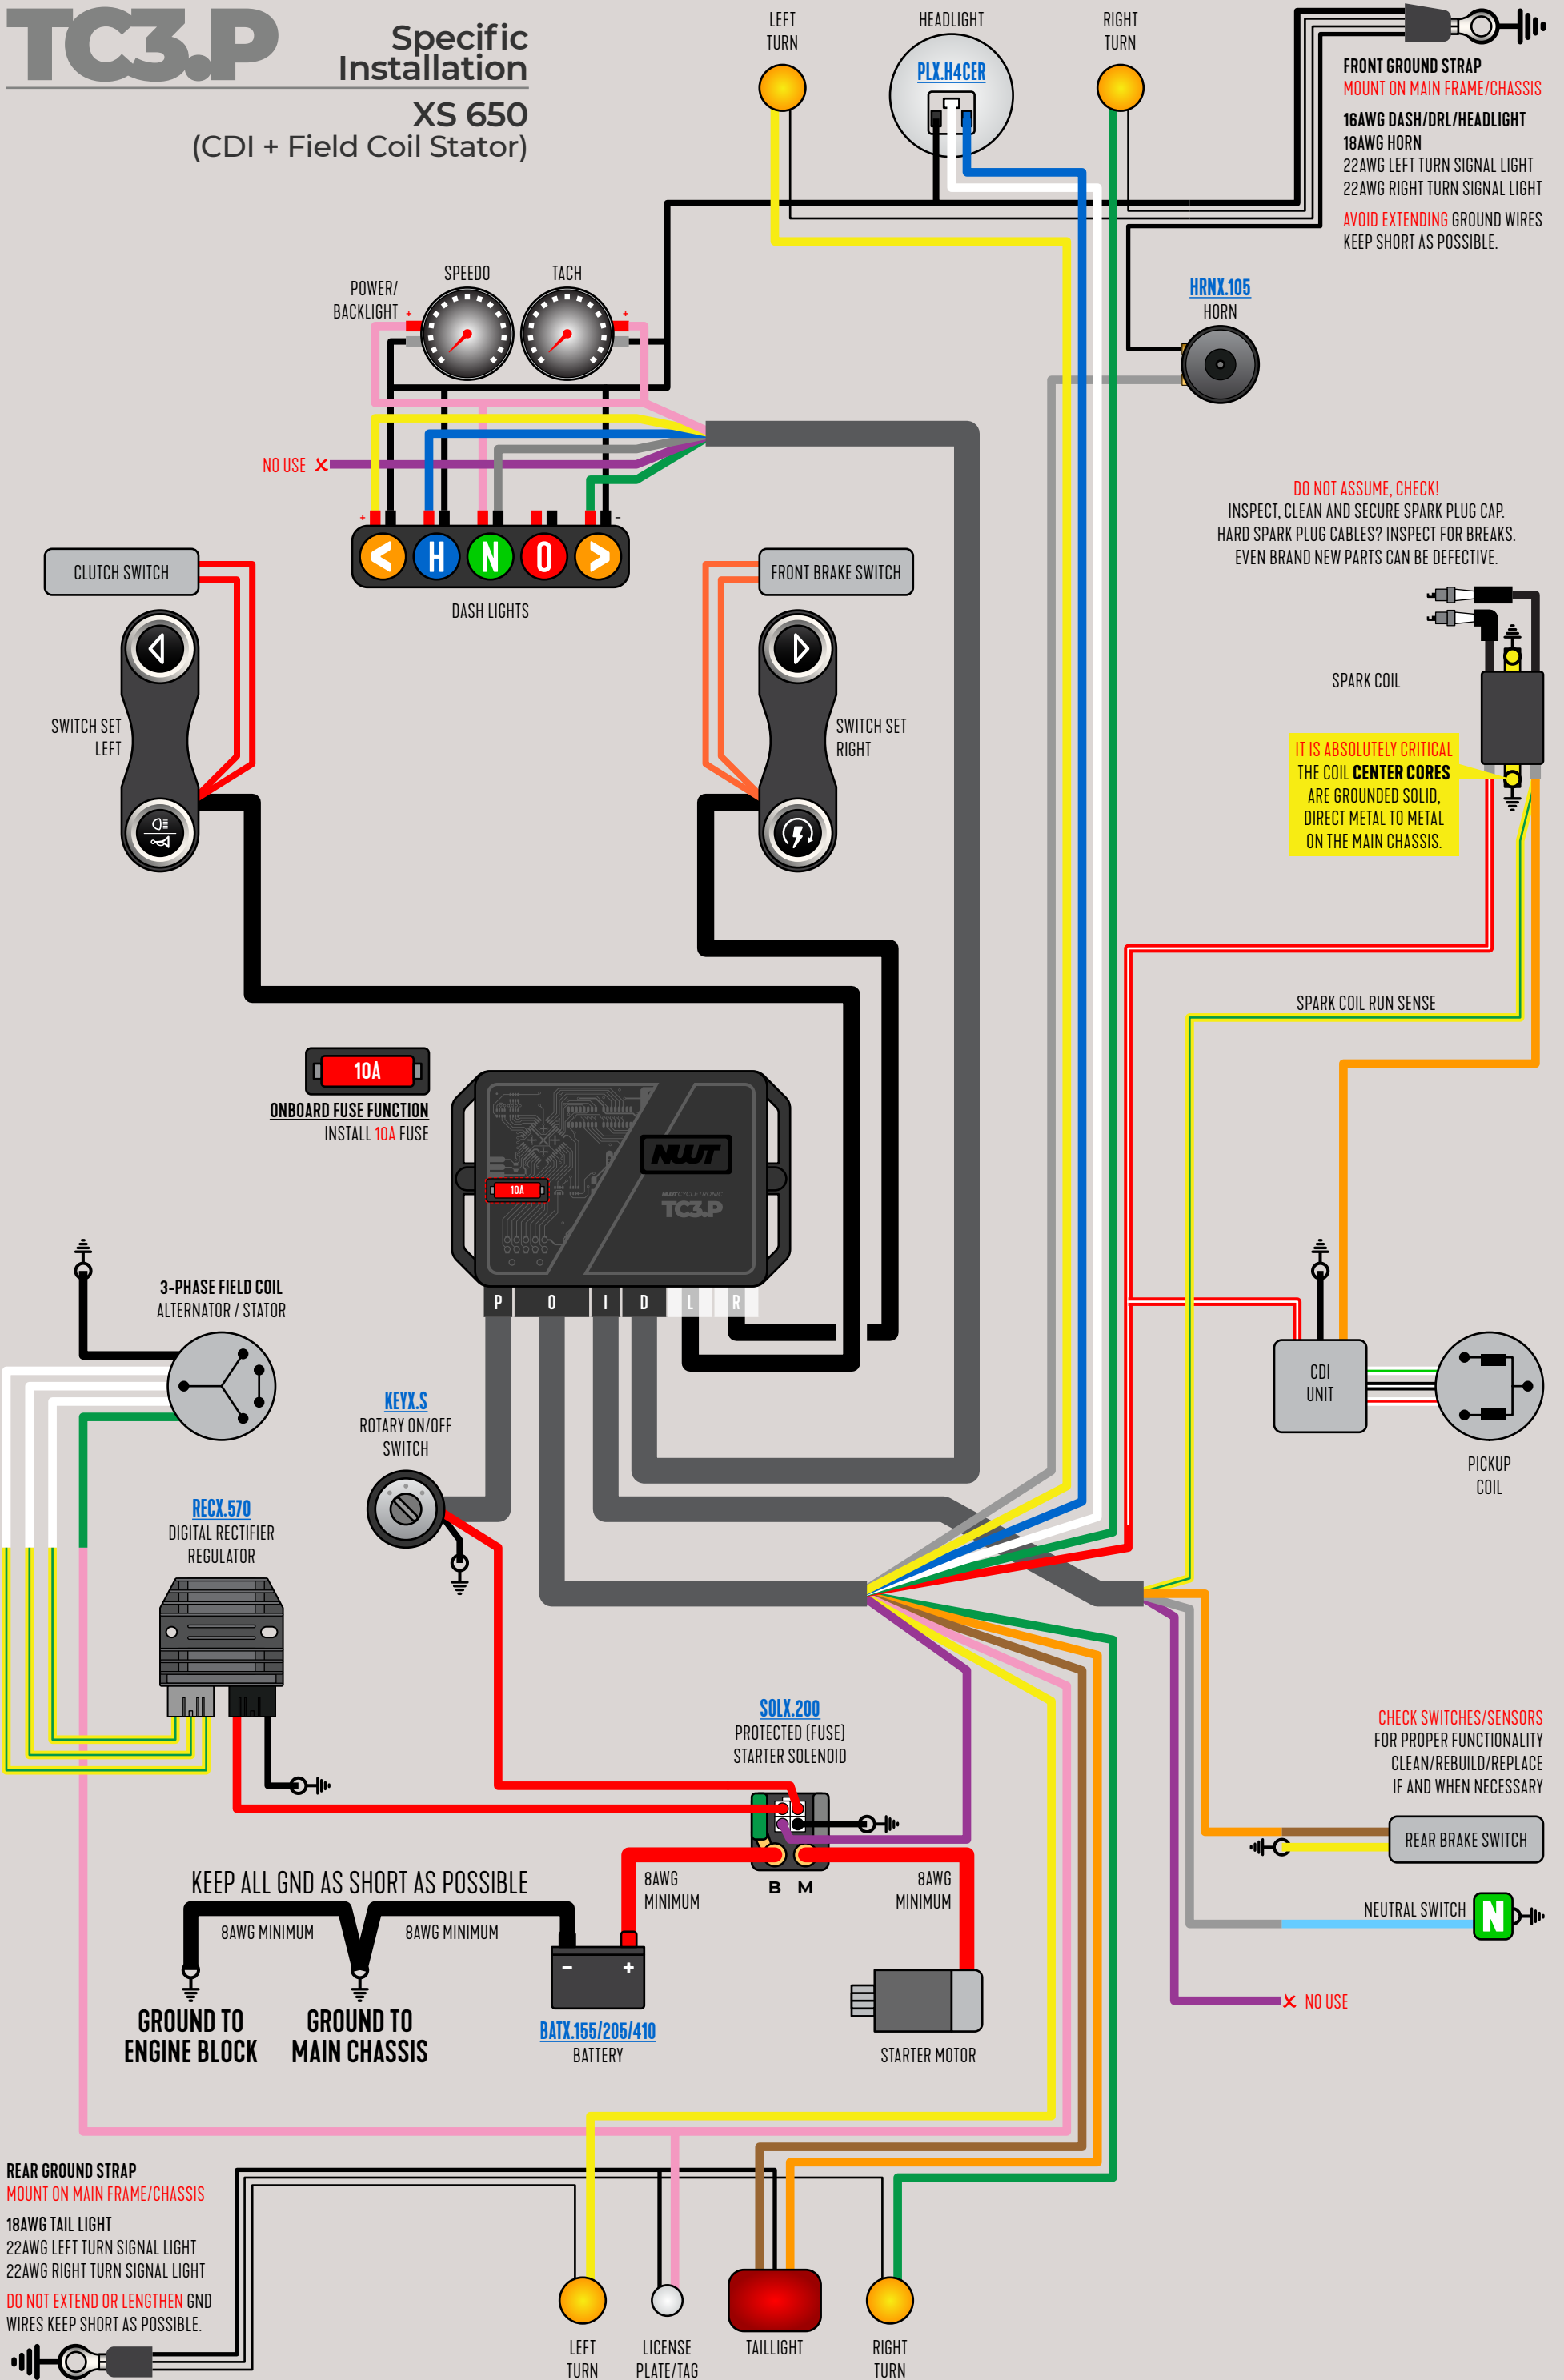 TC3.P
Specific
Installation
XS 650
(CDI + Field Coil Stator)
LEFT
TURN
HEADLIGHT
PLX.H4CER
RIGHT
TURN
FRONT GROUND STRAP
MOUNT ON MAIN FRAME/CHASSIS
16AWG DASH/DRL/HEADLIGHT
18AWG HORN
22AWG LEFT TURN SIGNAL LIGHT
22AWG RIGHT TURN SIGNAL LIGHT
AVOID EXTENDING GROUND WIRES
KEEP SHORT AS POSSIBLE.
SPEEDO
TACH
POWER/
BACKLIGHT
+
+
HRNX.105
HORN
NO USE X
+
-
< H N O >
DASH LIGHTS
DO NOT ASSUME, CHECK!
INSPECT, CLEAN AND SECURE SPARK PLUG CAP.
HARD SPARK PLUG CABLES? INSPECT FOR BREAKS.
EVEN BRAND NEW PARTS CAN BE DEFECTIVE.
CLUTCH SWITCH
FRONT BRAKE SWITCH
SWITCH SET
LEFT
SWITCH SET
RIGHT
SPARK COIL
IT IS ABSOLUTELY CRITICAL
THE COIL CENTER CORES
ARE GROUNDED SOLID,
DIRECT METAL TO METAL
ON THE MAIN CHASSIS.
SPARK COIL RUN SENSE
10A
ONBOARD FUSE FUNCTION
INSTALL 10A FUSE
NWT
10A
NWT CYCLETRONIC
TC3.P
P O I D L R
3-PHASE FIELD COIL
ALTERNATOR / STATOR
KEYX.S
ROTARY ON/OFF
SWITCH
CDI
UNIT
PICKUP
COIL
RECX.570
DIGITAL RECTIFIER
REGULATOR
SOLX.200
PROTECTED (FUSE)
STARTER SOLENOID
B M
8AWG
MINIMUM
8AWG
MINIMUM
CHECK SWITCHES/SENSORS
FOR PROPER FUNCTIONALITY
CLEAN/REBUILD/REPLACE
IF AND WHEN NECESSARY
REAR BRAKE SWITCH
NEUTRAL SWITCH
N
X NO USE
KEEP ALL GND AS SHORT AS POSSIBLE
8AWG MINIMUM
8AWG MINIMUM
GROUND TO
ENGINE BLOCK
GROUND TO
MAIN CHASSIS
- +
BATX.155/205/410
BATTERY
STARTER MOTOR
REAR GROUND STRAP
MOUNT ON MAIN FRAME/CHASSIS
18AWG TAIL LIGHT
22AWG LEFT TURN SIGNAL LIGHT
22AWG RIGHT TURN SIGNAL LIGHT
DO NOT EXTEND OR LENGTHEN GND
WIRES KEEP SHORT AS POSSIBLE.
LEFT
TURN
LICENSE
PLATE/TAG
TAILLIGHT
RIGHT
TURN